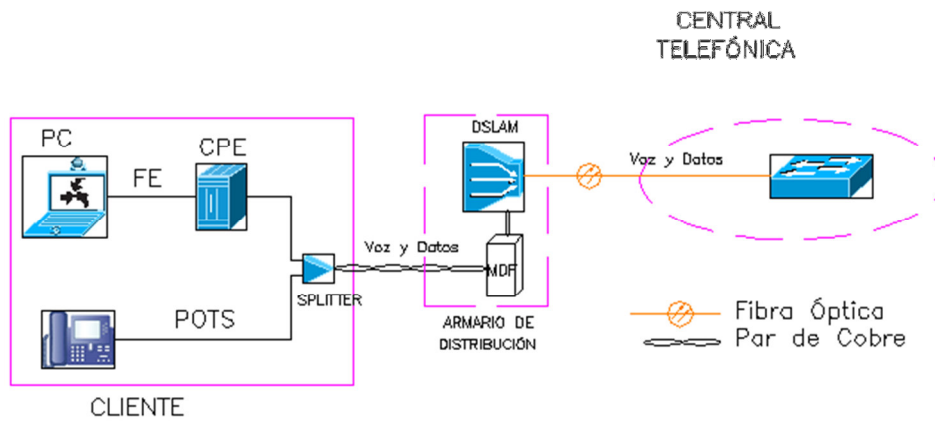 CENTRAL
TELEFÓNICA
PC
CPE
FE
DSLAM
Voz y Datos
Voz y Datos
MDF
SPLITTER
POTS
ARMARIO DE
DISTRIBUCIÓN
Fibra Óptica
Par de Cobre
CLIENTE